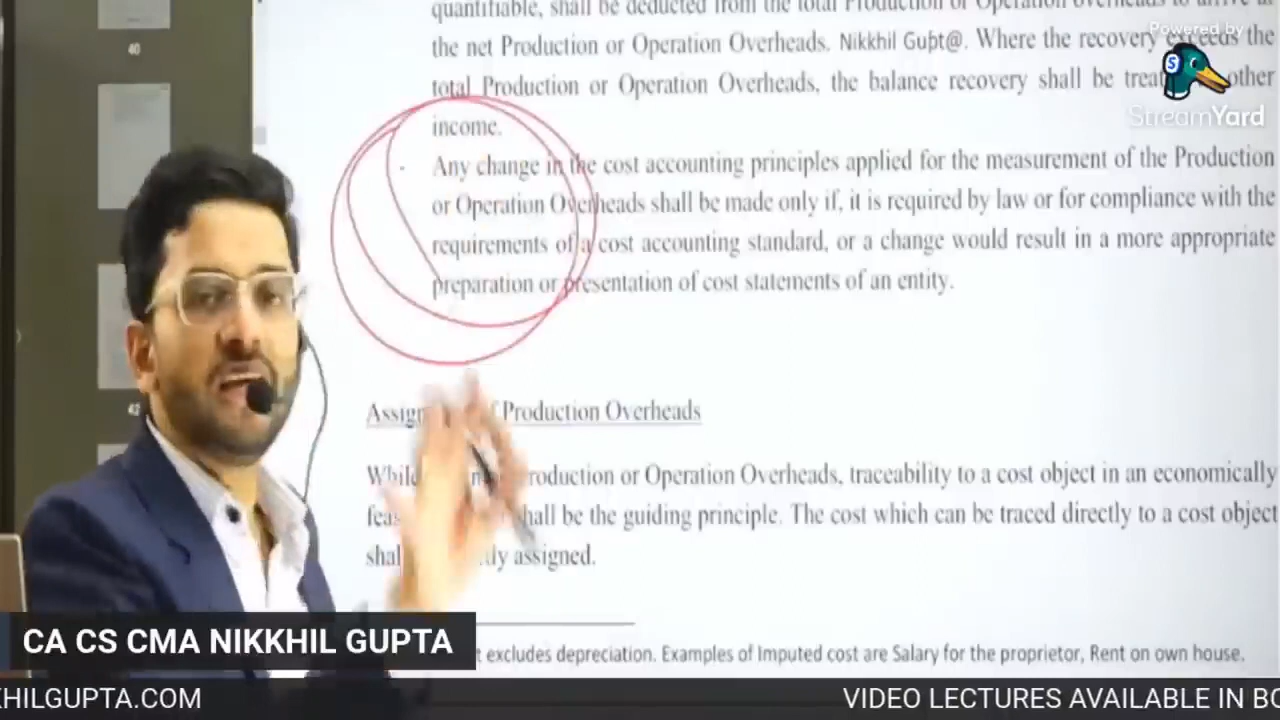 40
42
quantifiable, shall be deducted from the total Production or Operation overheads to arrive at
the net Production or Operation Overheads. Nikkhil Guþt@. Where the recovery exceeds the
total Production or Operation Overheads, the balance recovery shall be other
income.
- Any change in the cost accounting principles applied for the measurement of the Production
or Operation Overheads shall be made only if, it is required by law or for compliance with the
requirements of a cost accounting standard, or a change would result in a more appropriate
preparation or presentation of cost statements of an entity.
Production Overheads
Production or Operation Overheads, traceability to a cost object in an economically
shall be the guiding principle. The cost which can be traced directly to a cost object
assigned.
excludes depreciation. Examples of Imputed cost are Salary for the proprietor, Rent on own house.
Powered by
S
StreamYard
CA CS CMA NIKKHIL GUPTA
KHILGUPTA.COM
VIDEO LECTURES AVAILABLE IN